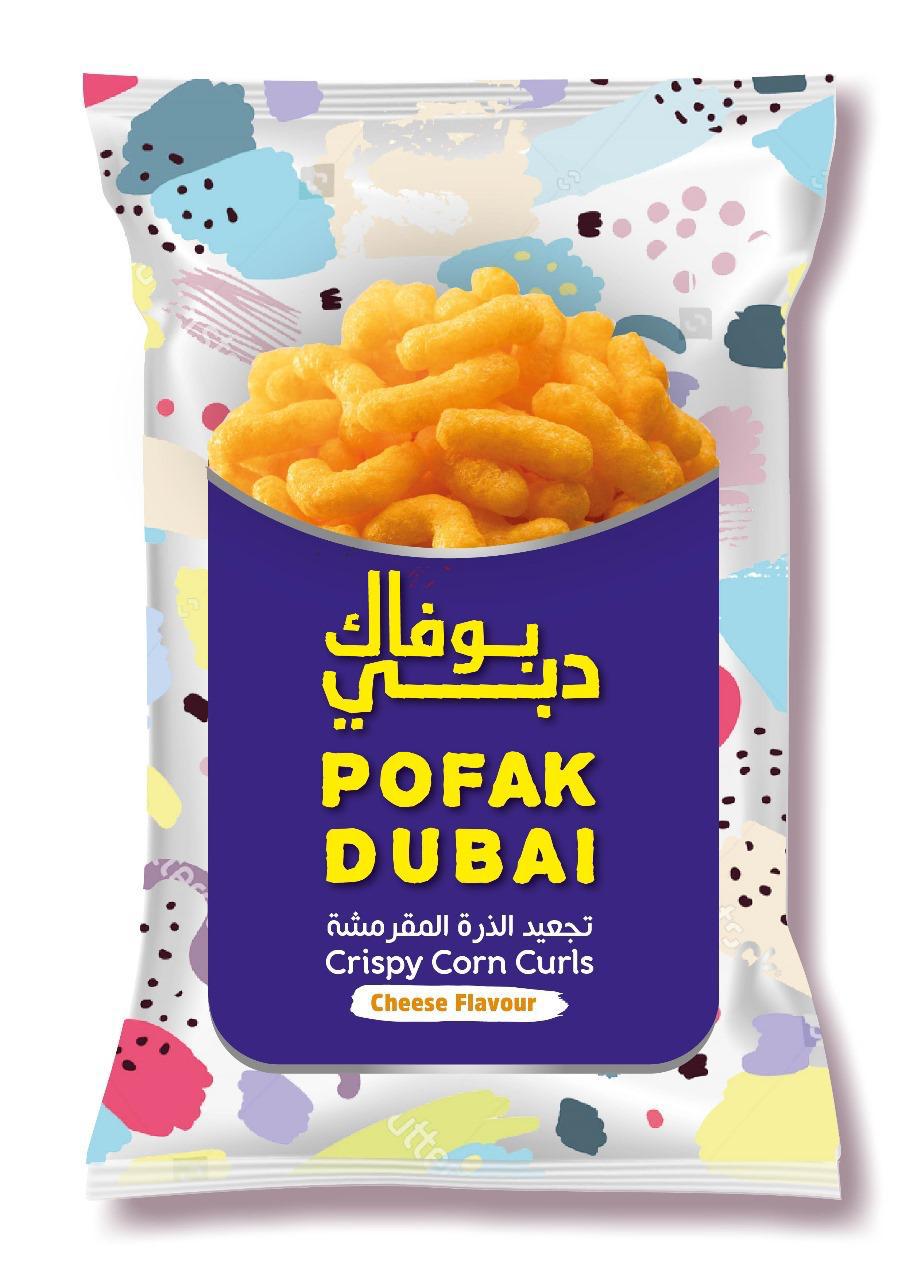 بوفاك
دبي
POFAK
DUBAI
تجعيد الذرة المقرمشة
Crispy Corn Curls
Cheese Flavour